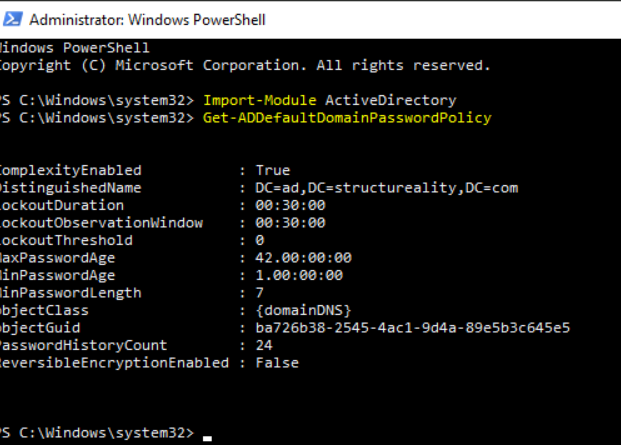 Administrator: Windows PowerShell
Windows PowerShell
Copyright (C) Microsoft Corporation. All rights reserved.
PS C:\Windows\system32> Import-Module ActiveDirectory
PS C:\Windows\system32> Get-ADDefaultDomainPasswordPolicy
ComplexityEnabled : True
DistinguishedName : DC=ad,DC=structureality,DC=com
LockoutDuration : 00:30:00
LockoutObservationWindow : 00:30:00
LockoutThreshold : 0
MaxPasswordAge : 42.00:00:00
MinPasswordAge : 1.00:00:00
MinPasswordLength : 7
objectClass : {domainDNS}
objectGuid : ba726b38-2545-4ac1-9d4a-89e5b3c645e5
PasswordHistoryCount : 24
ReversibleEncryptionEnabled : False
PS C:\Windows\system32>